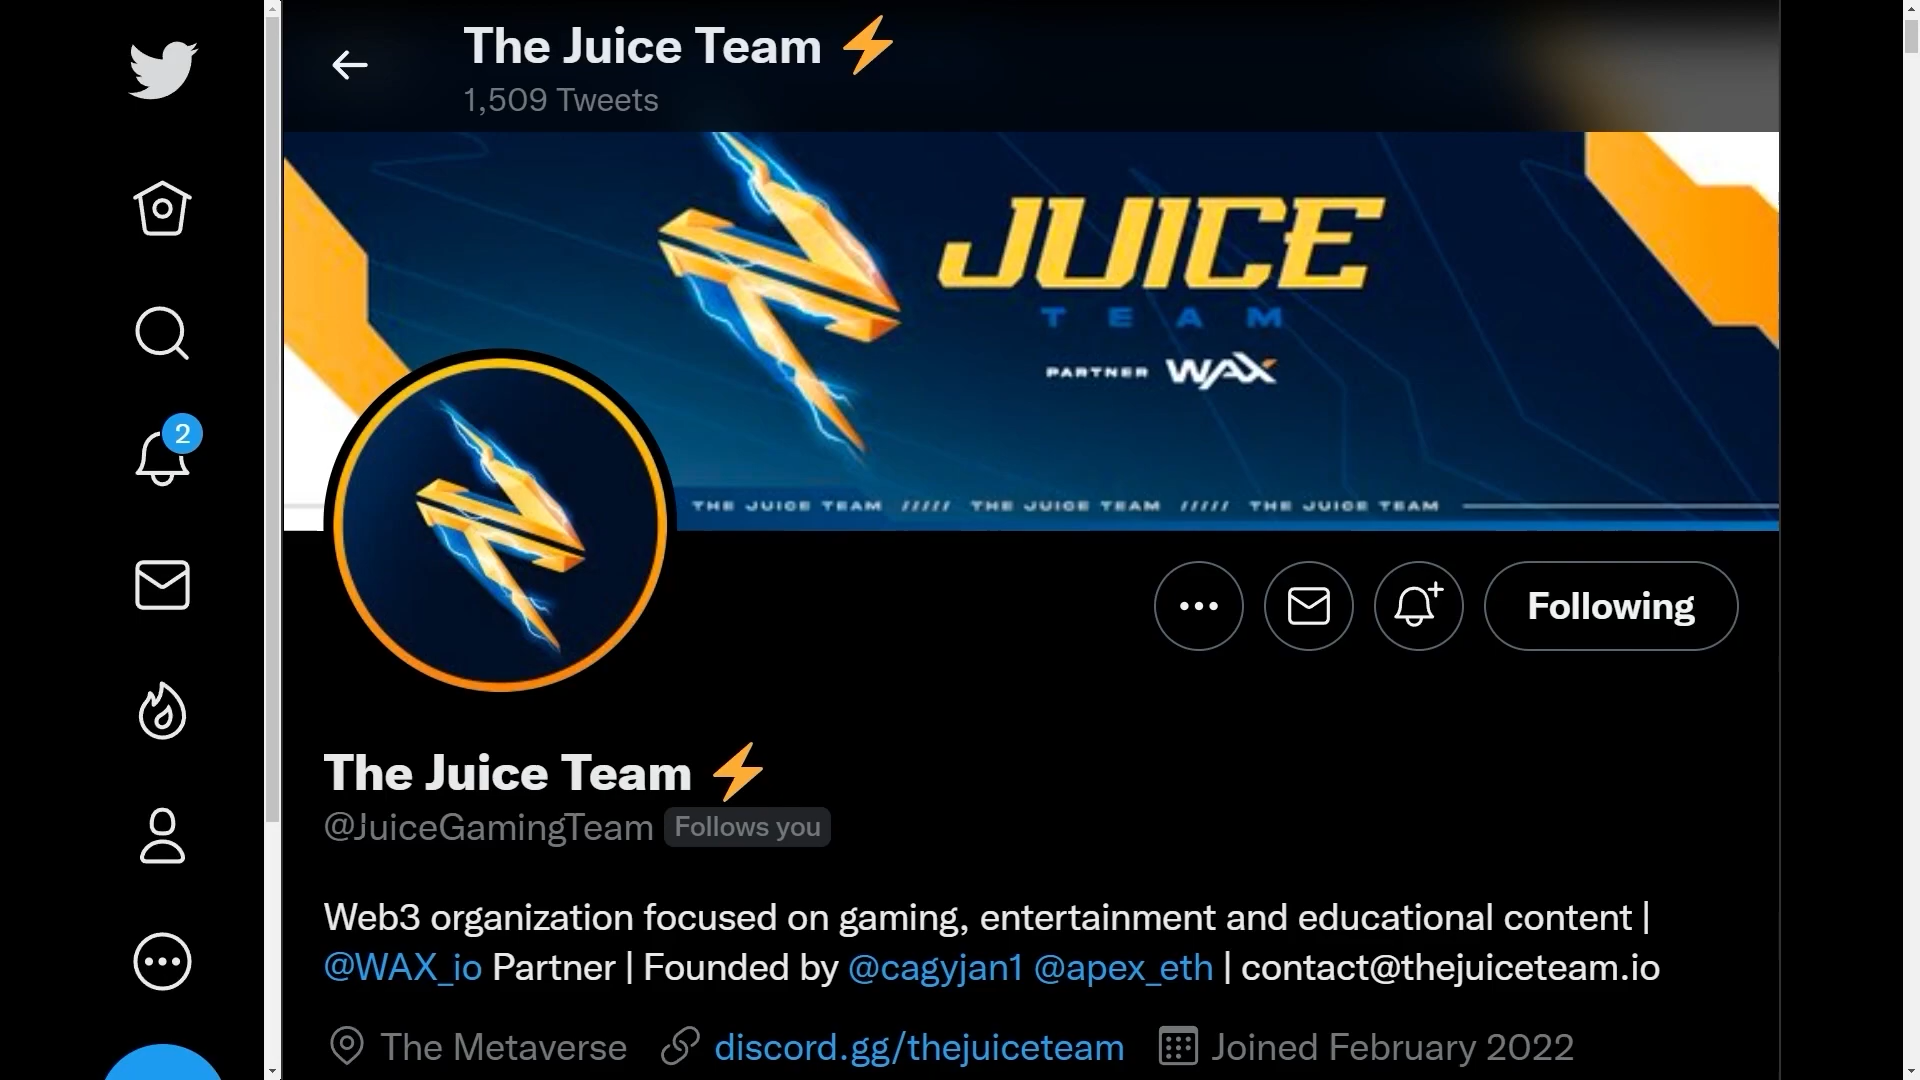 The Juice Team ⚡
1,509 Tweets
JUICE
TEAM
PARTNER WAX
THE JUICE TEAM ///// THE JUICE TEAM ///// THE JUICE TEAM
2
Following
The Juice Team ⚡
@JuiceGamingTeam Follows you
Web3 organization focused on gaming, entertainment and educational content |
@WAX_io Partner | Founded by @cagyjan1 @apex_eth | contact@thejuiceteam.io
The Metaverse discord.gg/thejuiceteam Joined February 2022